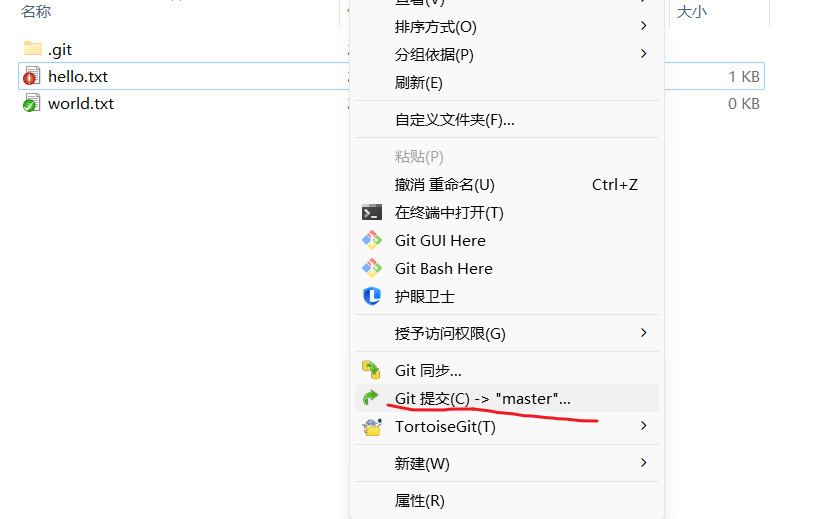 名称
大小
查看(V)
排序方式(O)
分组依据(P)
刷新(E)
自定义文件夹(F)...
粘贴(P)
撤消 重命名(U) Ctrl+Z
在终端中打开(T)
Git GUI Here
Git Bash Here
护眼卫士
授予访问权限(G)
Git 同步...
Git 提交(C) -> "master"...
TortoiseGit(T)
新建(W)
属性(R)
.git
hello.txt 1 KB
world.txt 0 KB